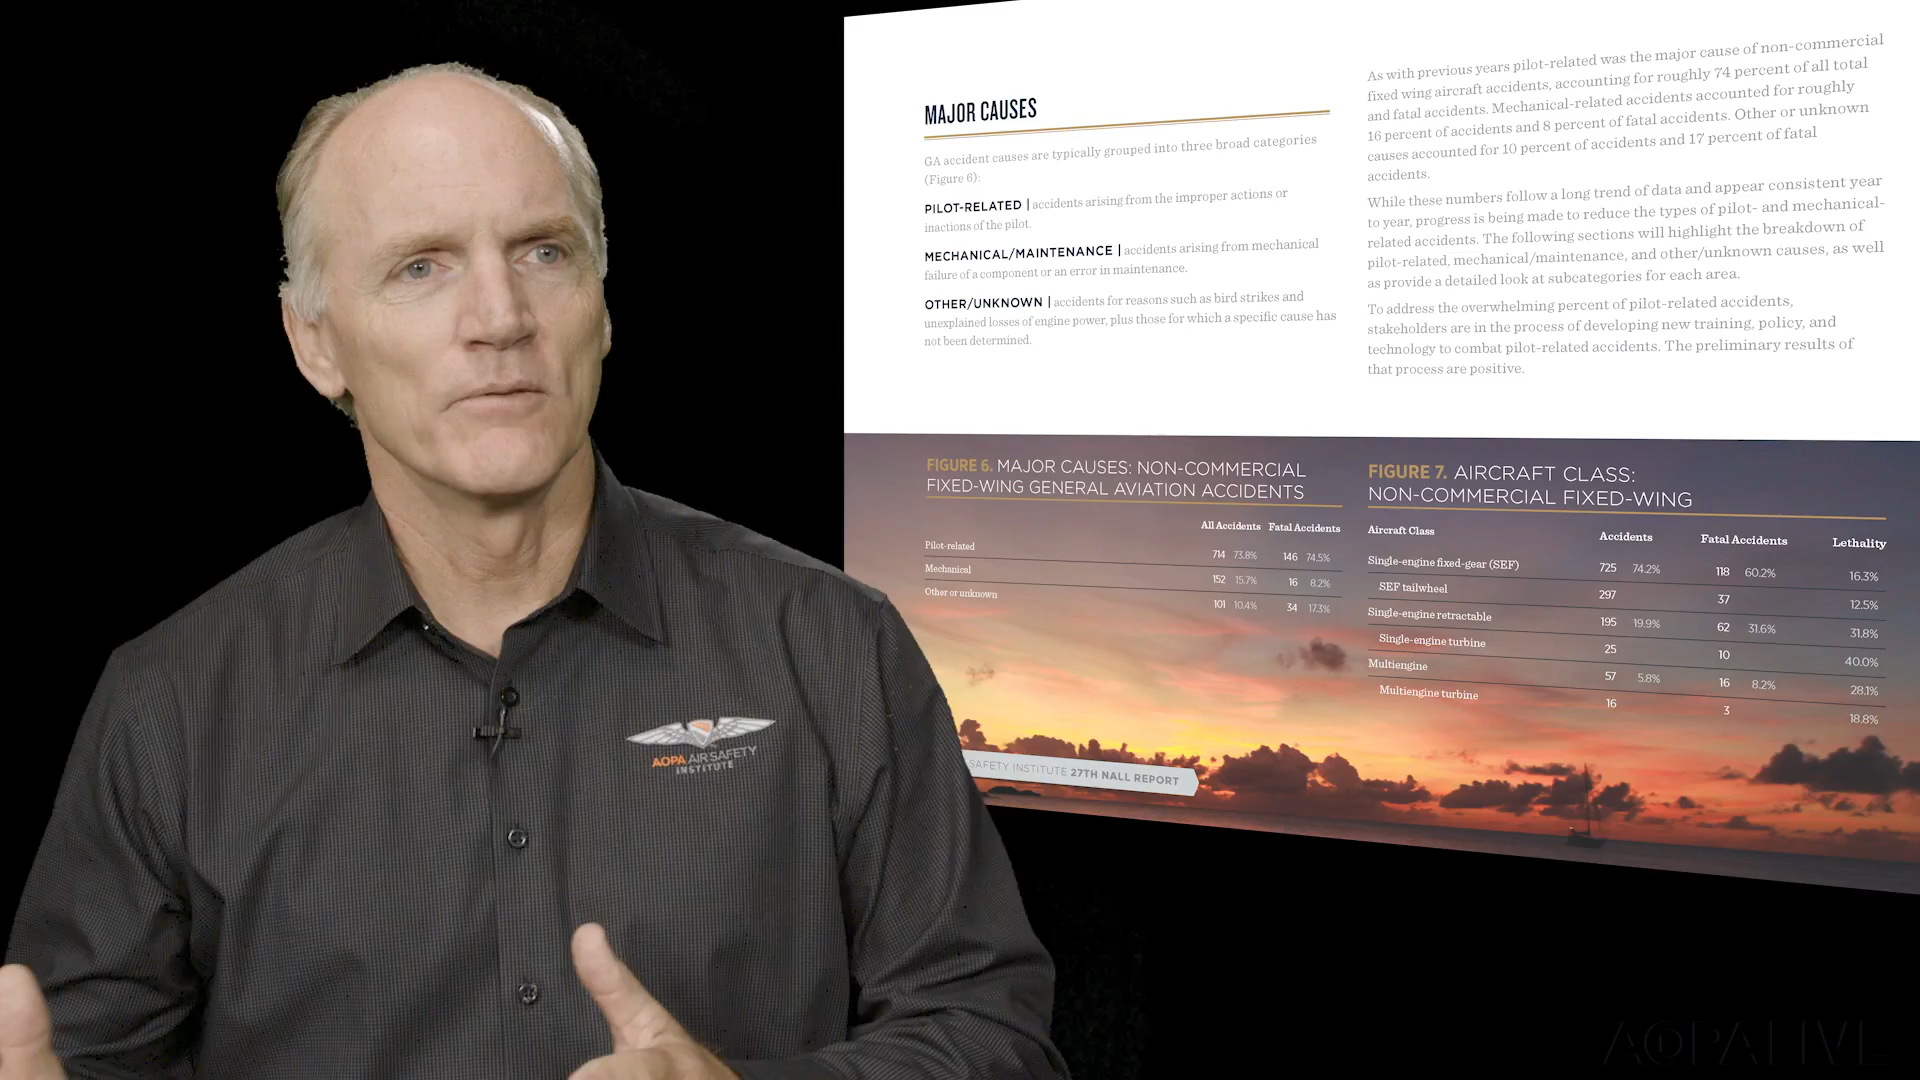 MAJOR CAUSES
GA accident causes are typically grouped into three broad categories
(Figure 6):
PILOT-RELATED | accidents arising from the improper actions or
inactions of the pilot.
MECHANICAL/MAINTENANCE | accidents arising from mechanical
failure of a component or an error in maintenance.
OTHER/UNKNOWN | accidents for reasons such as bird strikes and
unexplained losses of engine power, plus those for which a specific cause has
not been determined.
As with previous years pilot-related was the major cause of non-commercial
fixed wing aircraft accidents, accounting for roughly 74 percent of all total
and fatal accidents. Mechanical-related accidents accounted for roughly
16 percent of accidents and 8 percent of fatal accidents. Other or unknown
causes accounted for 10 percent of accidents and 17 percent of fatal
accidents.
While these numbers follow a long trend of data and appear consistent year
to year, progress is being made to reduce the types of pilot- and mechanical-
related accidents. The following sections will highlight the breakdown of
pilot-related, mechanical/maintenance, and other/unknown causes, as well
as provide a detailed look at subcategories for each area.
To address the overwhelming percent of pilot-related accidents,
stakeholders are in the process of developing new training, policy, and
technology to combat pilot-related accidents. The preliminary results of
that process are positive.
FIGURE 6. MAJOR CAUSES: NON-COMMERCIAL
FIXED-WING GENERAL AVIATION ACCIDENTS
All Accidents Fatal Accidents
Pilot-related 714 73.8% 146 74.5%
Mechanical 152 15.7% 16 8.2%
Other or unknown 101 10.4% 34 17.3%
FIGURE 7. AIRCRAFT CLASS:
NON-COMMERCIAL FIXED-WING
Aircraft Class Accidents Fatal Accidents Lethality
Single-engine fixed-gear (SEF) 725 74.2% 118 60.2% 16.3%
SEF tailwheel 297 37 12.5%
Single-engine retractable 195 19.9% 62 31.6% 31.8%
Single-engine turbine 25 10 40.0%
Multiengine 57 5.8% 16 8.2% 28.1%
Multiengine turbine 16 3 18.8%
SAFETY INSTITUTE 27TH NALL REPORT
AOPA AIR SAFETY
INSTITUTE
AOPA LIVE